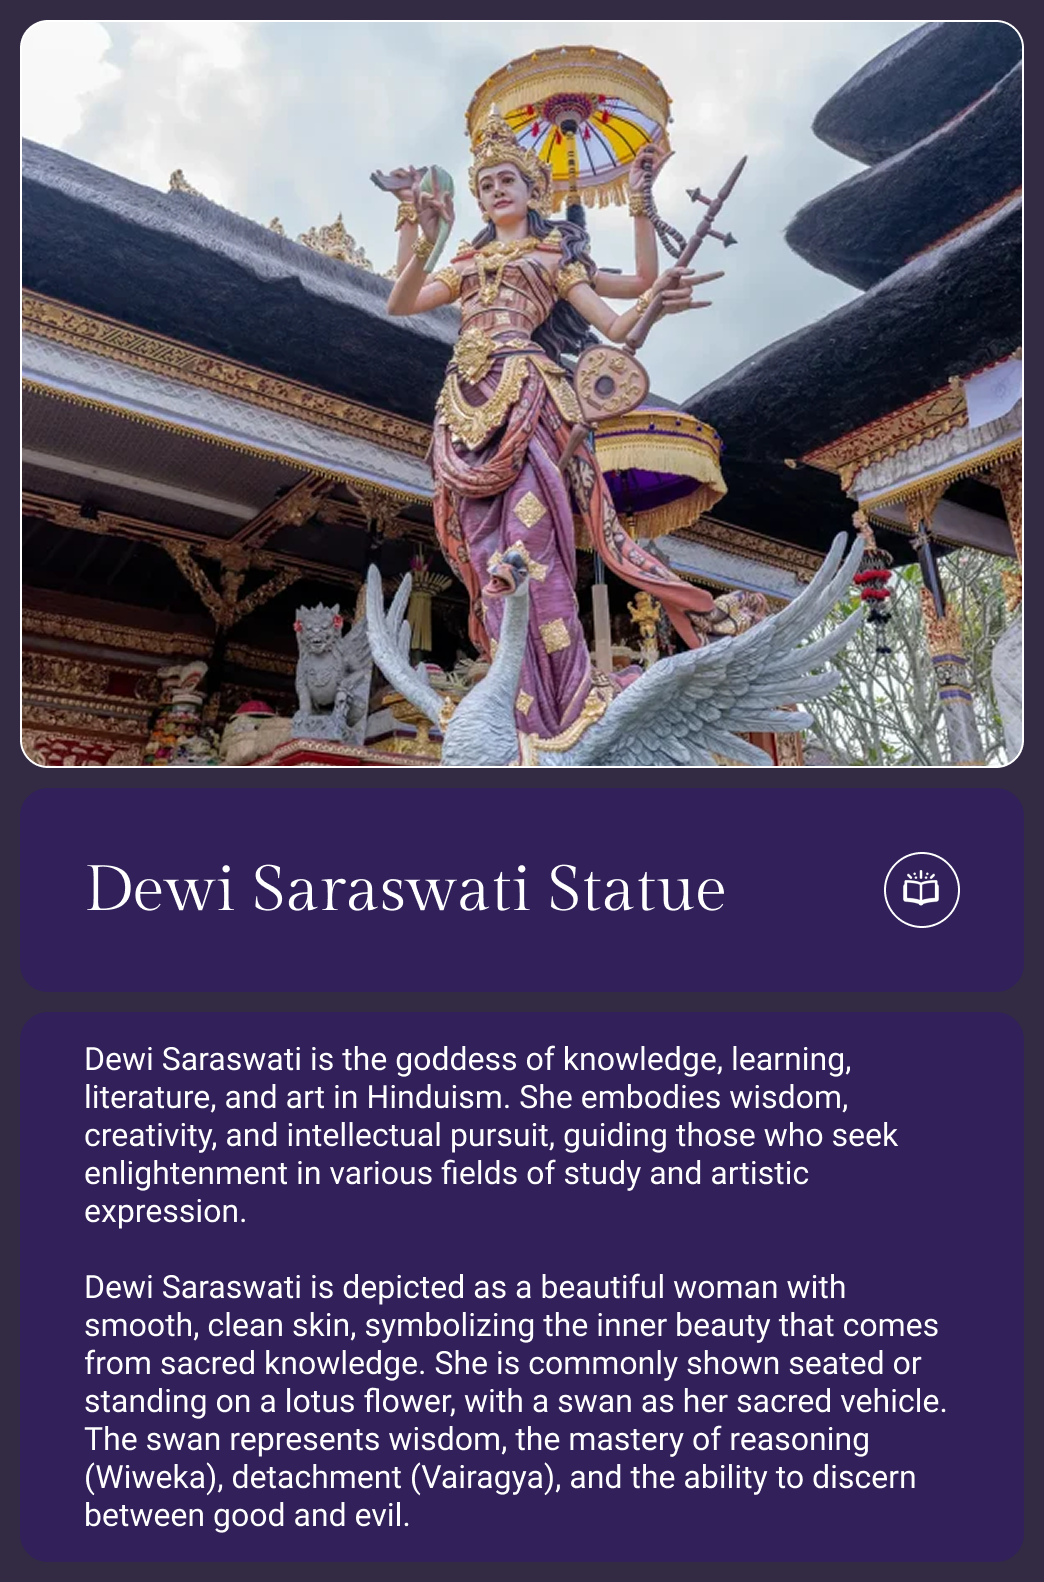 Dewi Saraswati Statue
Dewi Saraswati is the goddess of knowledge, learning,
literature, and art in Hinduism. She embodies wisdom,
creativity, and intellectual pursuit, guiding those who seek
enlightenment in various fields of study and artistic
expression.
Dewi Saraswati is depicted as a beautiful woman with
smooth, clean skin, symbolizing the inner beauty that comes
from sacred knowledge. She is commonly shown seated or
standing on a lotus flower, with a swan as her sacred vehicle.
The swan represents wisdom, the mastery of reasoning
(Wiweka), detachment (Vairagya), and the ability to discern
between good and evil.